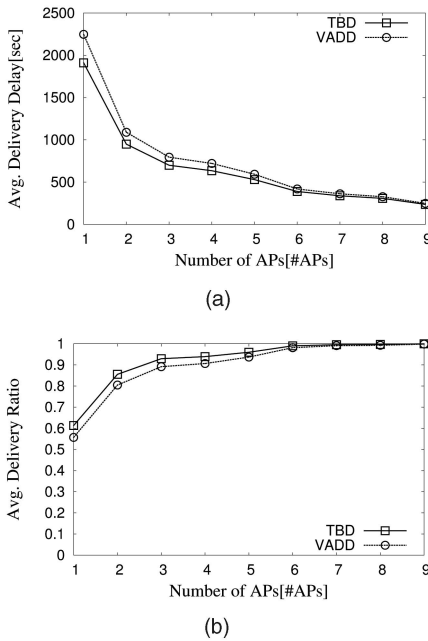 TBD
VADD
2500
2000
1500
1000
500
0
Avg. Delivery Delay[sec]
1 2 3 4 5 6 7 8 9
Number of APs[#APs]
(a)
1
0.9
0.8
0.7
0.6
0.5
0.4
0.3
0.2
0.1
0
Avg. Delivery Ratio
TBD
VADD
1 2 3 4 5 6 7 8 9
Number of APs[#APs]
(b)